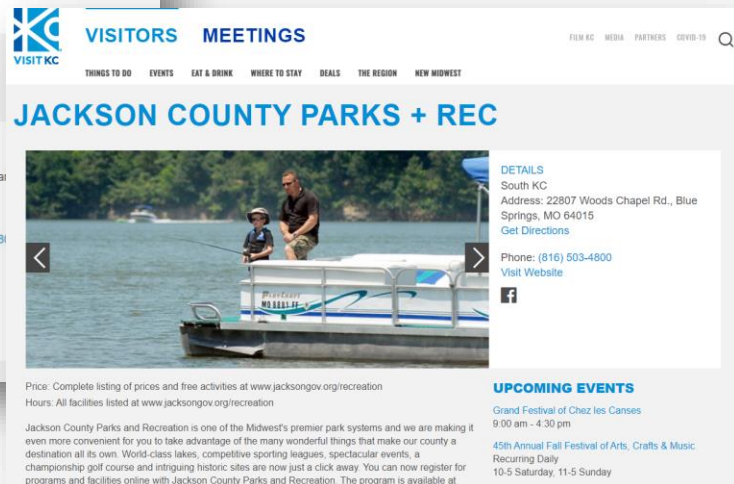 VISIT KC
VISITORS MEETINGS
FILM KC MEDIA PARTNERS COVID-19
THINGS TO DO EVENTS EAT & DRINK WHERE TO STAY DEALS THE REGION NEW MIDWEST
JACKSON COUNTY PARKS + REC
DETAILS
South KC
Address: 22807 Woods Chapel Rd., Blue
Springs, MO 64015
Get Directions
Phone: (816) 503-4800
Visit Website
Price: Complete listing of prices and free activities at www.jacksongov.org/recreation
Hours: All facilities listed at www.jacksongov.org/recreation
Jackson County Parks and Recreation is one of the Midwest's premier park systems and we are making it
even more convenient for you to take advantage of the many wonderful things that make our county a
destination all its own. World-class lakes, competitive sporting leagues, spectacular events, a
championship golf course and intriguing historic sites are now just a click away. You can now register for
programs and facilities online with Jackson County Parks and Recreation. The program is available at
UPCOMING EVENTS
Grand Festival of Chez les Canses
9:00 am - 4:30 pm
45th Annual Fall Festival of Arts, Crafts & Music
Recurring Daily
10-5 Saturday, 11-5 Sunday